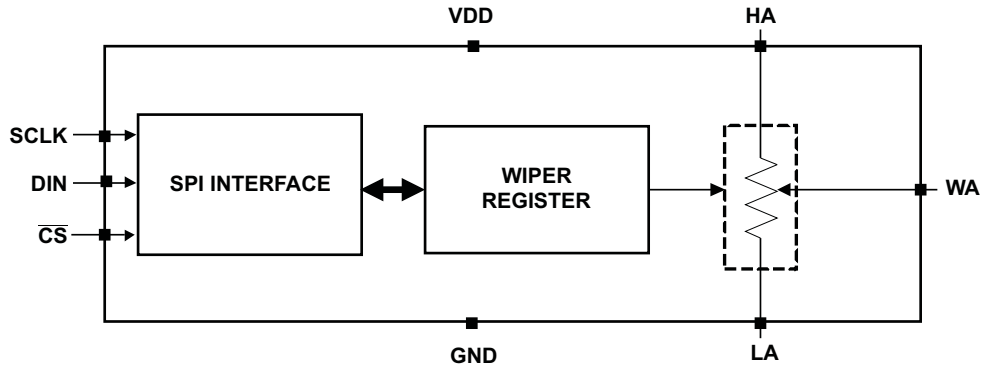 VDD
HA
SCLK
DIN
CS
SPI INTERFACE
WIPER
REGISTER
WA
GND
LA